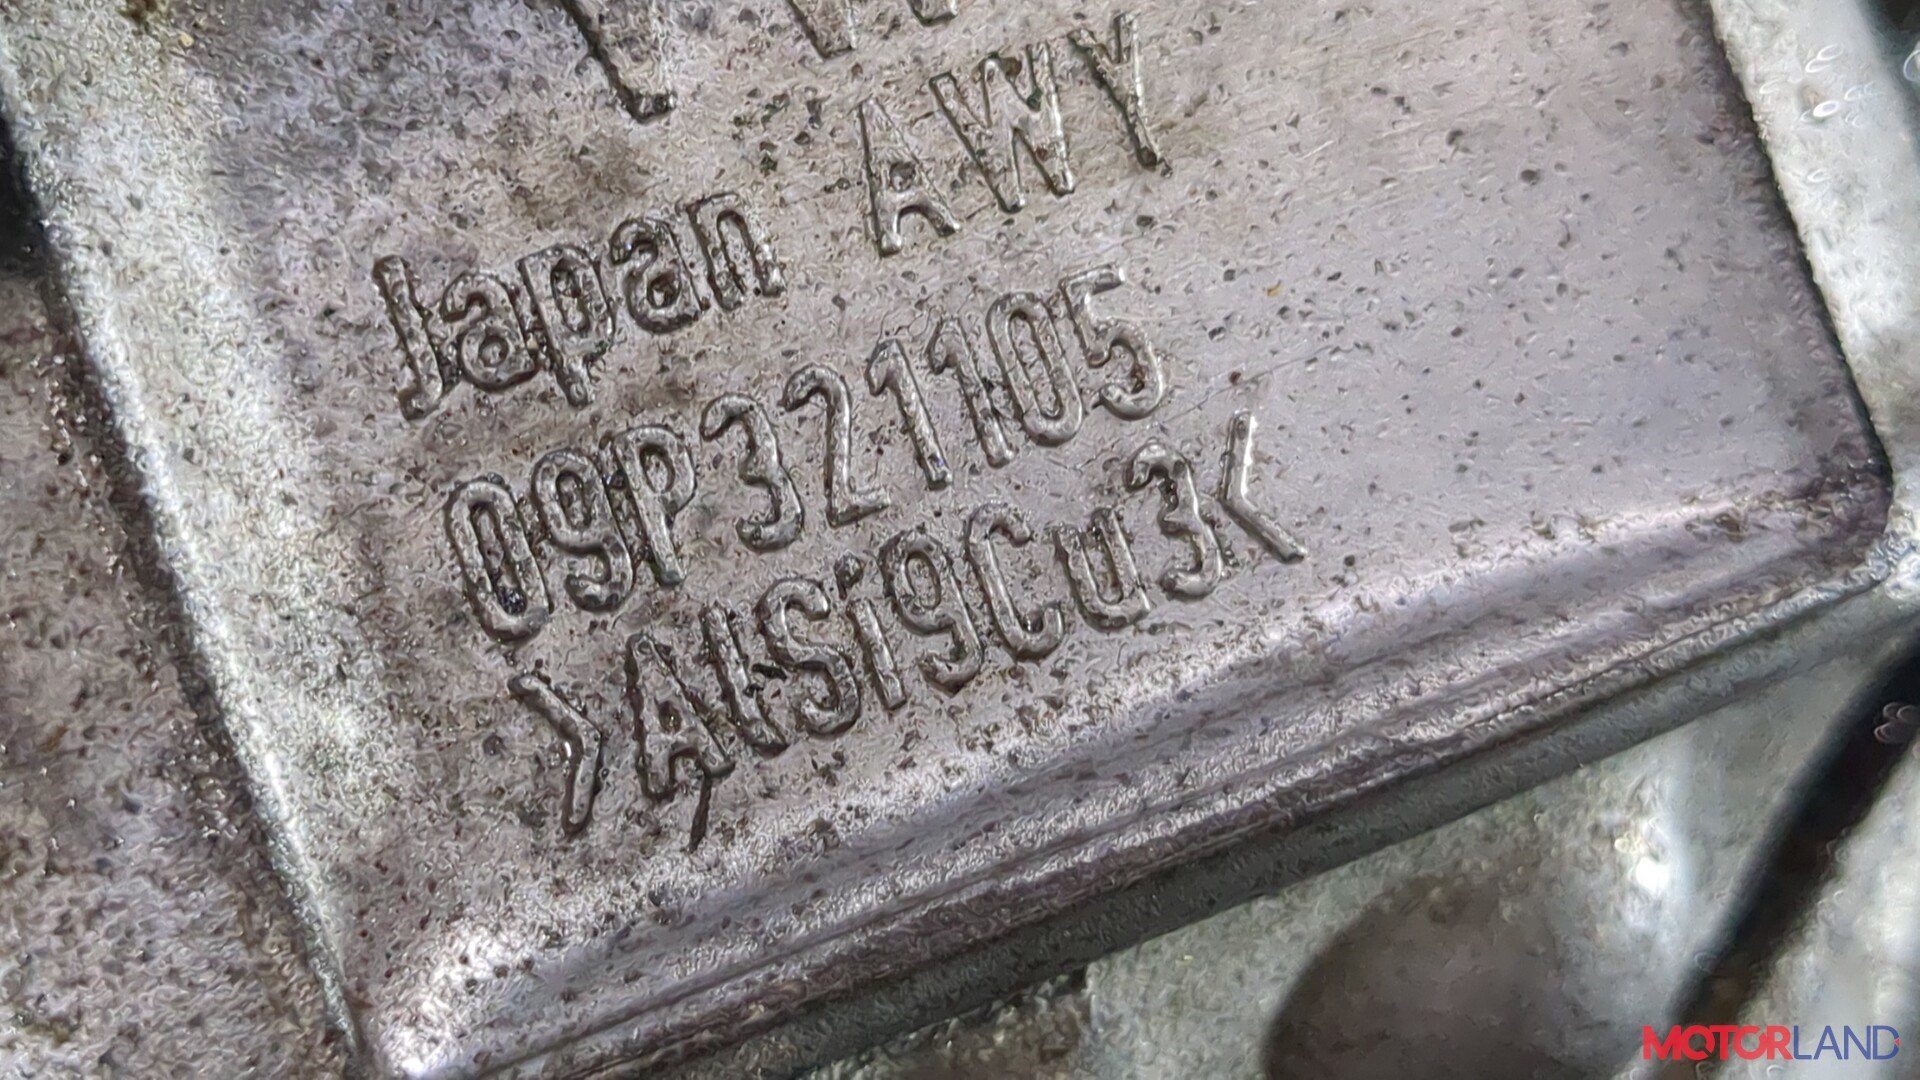 Japan AWY
09P321105
>AlSi9Cu3<
MOTORLAND